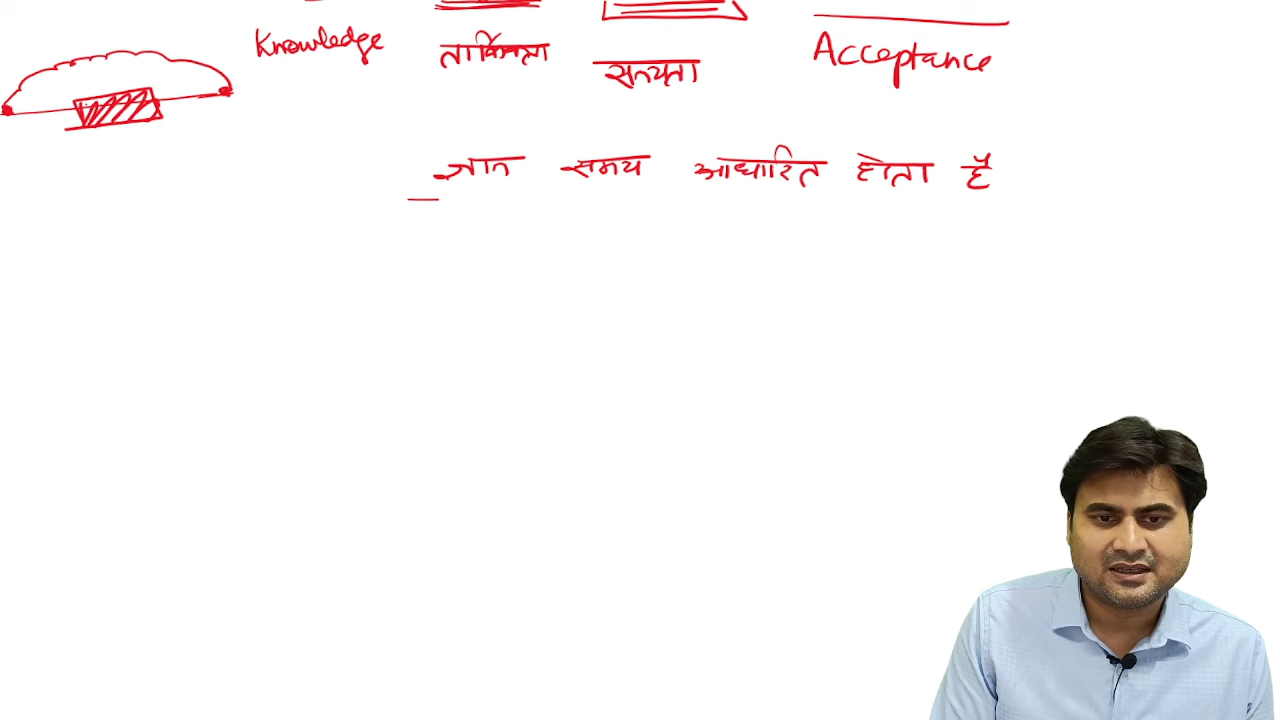 Knowledge तार्किकता सत्यता Acceptance
ज्ञान समय आधारित होता है